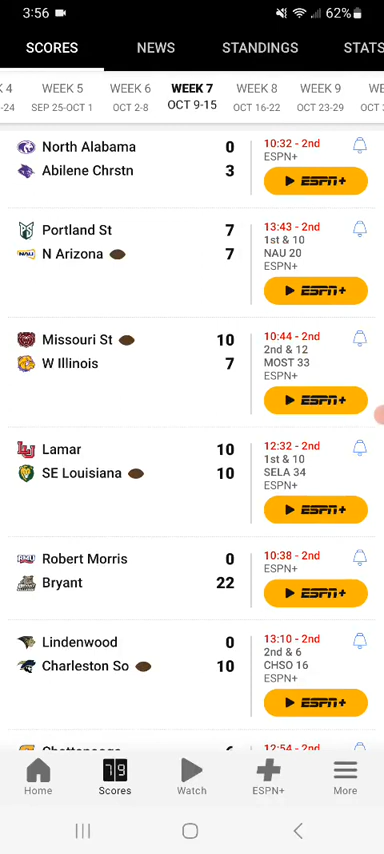 3:56
62%
SCORES NEWS STANDINGS STATS
K 4 WEEK 5 WEEK 6 WEEK 7 WEEK 8 WEEK 9 WE
-24 SEP 25-OCT 1 OCT 2-8 OCT 9-15 OCT 16-22 OCT 23-29 OCT
North Alabama 0 10:32 - 2nd
ESPN+
Abilene Chrstn 3
ESPN+
Portland St 7 13:43 - 2nd
1st & 10
N Arizona 7 NAU 20
ESPN+
ESPN+
Missouri St 10 10:44 - 2nd
2nd & 12
W Illinois 7 MOST 33
ESPN+
ESPN+
Lamar 10 12:32 - 2nd
1st & 10
SE Louisiana 10 SELA 34
ESPN+
ESPN+
Robert Morris 0 10:38 - 2nd
ESPN+
Bryant 22
ESPN+
Lindenwood 0 13:10 - 2nd
2nd & 6
Charleston So 10 CHSO 16
ESPN+
ESPN+
12:54 - 2nd
79
Home Scores Watch ESPN+ More